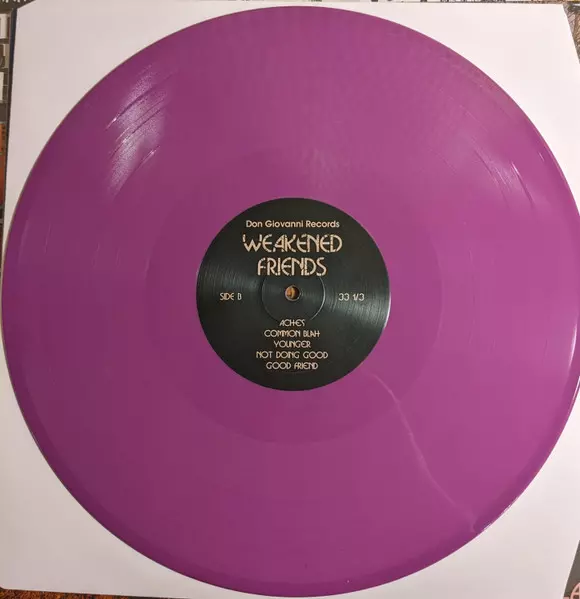 Don Giovanni Records
WEAKENED
FRIENDS
SIDE B
33 1/3
ACHES
COMMON BLAH
YOUNGER
NOT DOING GOOD
GOOD FRIEND